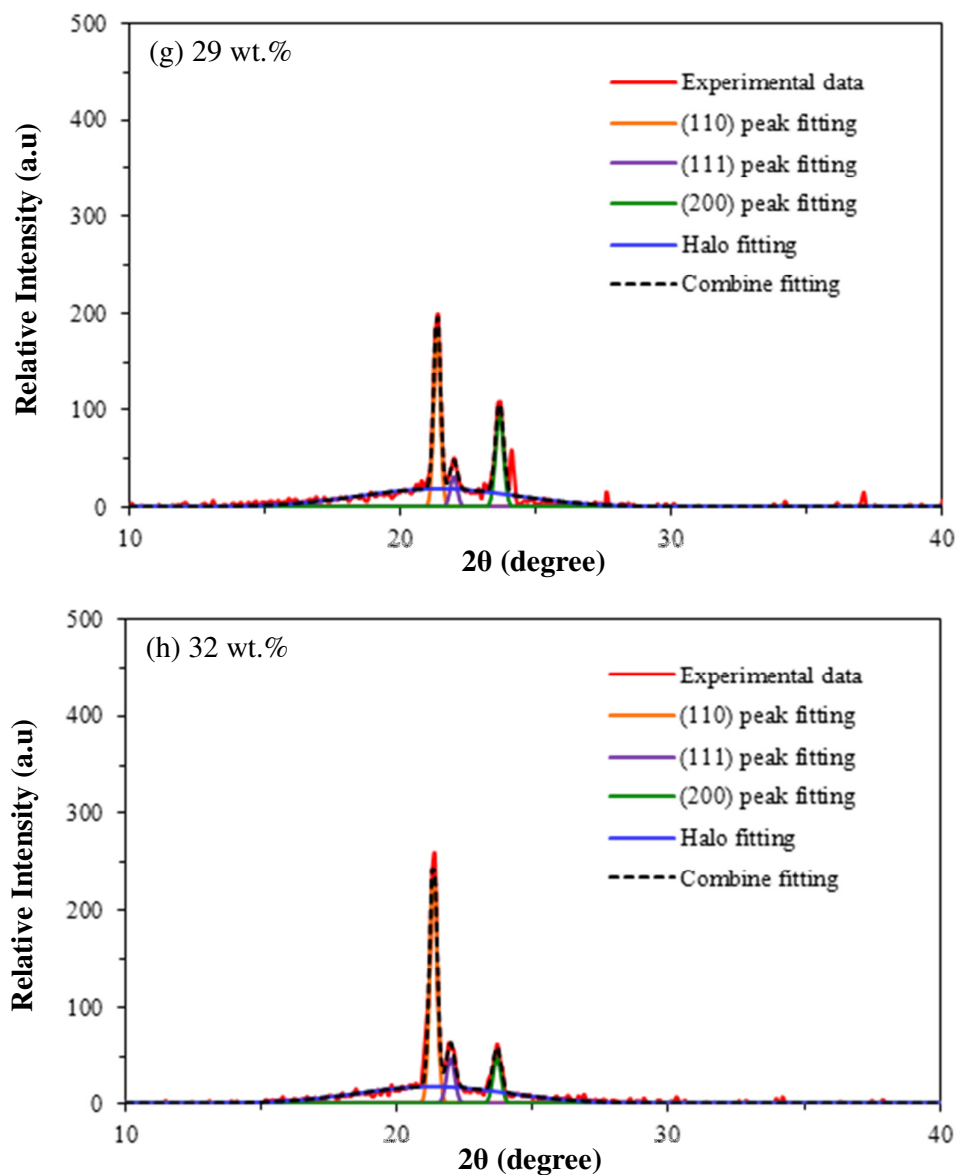 500
(g) 29 wt.%
Experimental data
400
(110) peak fitting
(111) peak fitting
300
(200) peak fitting
Halo fitting
Combine fitting
200
100
0
10
20
30
40
Relative Intensity (a.u)
2θ (degree)
500
(h) 32 wt.%
Experimental data
400
(110) peak fitting
(111) peak fitting
300
(200) peak fitting
Halo fitting
Combine fitting
200
100
0
10
20
30
40
Relative Intensity (a.u)
2θ (degree)